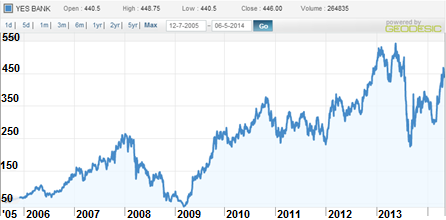 YES BANK Open : 440.5 High : 448.75 Low : 440.5 Close : 446.00 Volume : 264835
1d | 5d | 1m | 3m | 6m | 1yr | 2yr | 5yr | Max 12-7-2005 - 06-5-2014 Go
powered by
GEODESIC
550
450
350
250
150
50
'05 2006 2007 2008 2009 2010 2011 2012 2013